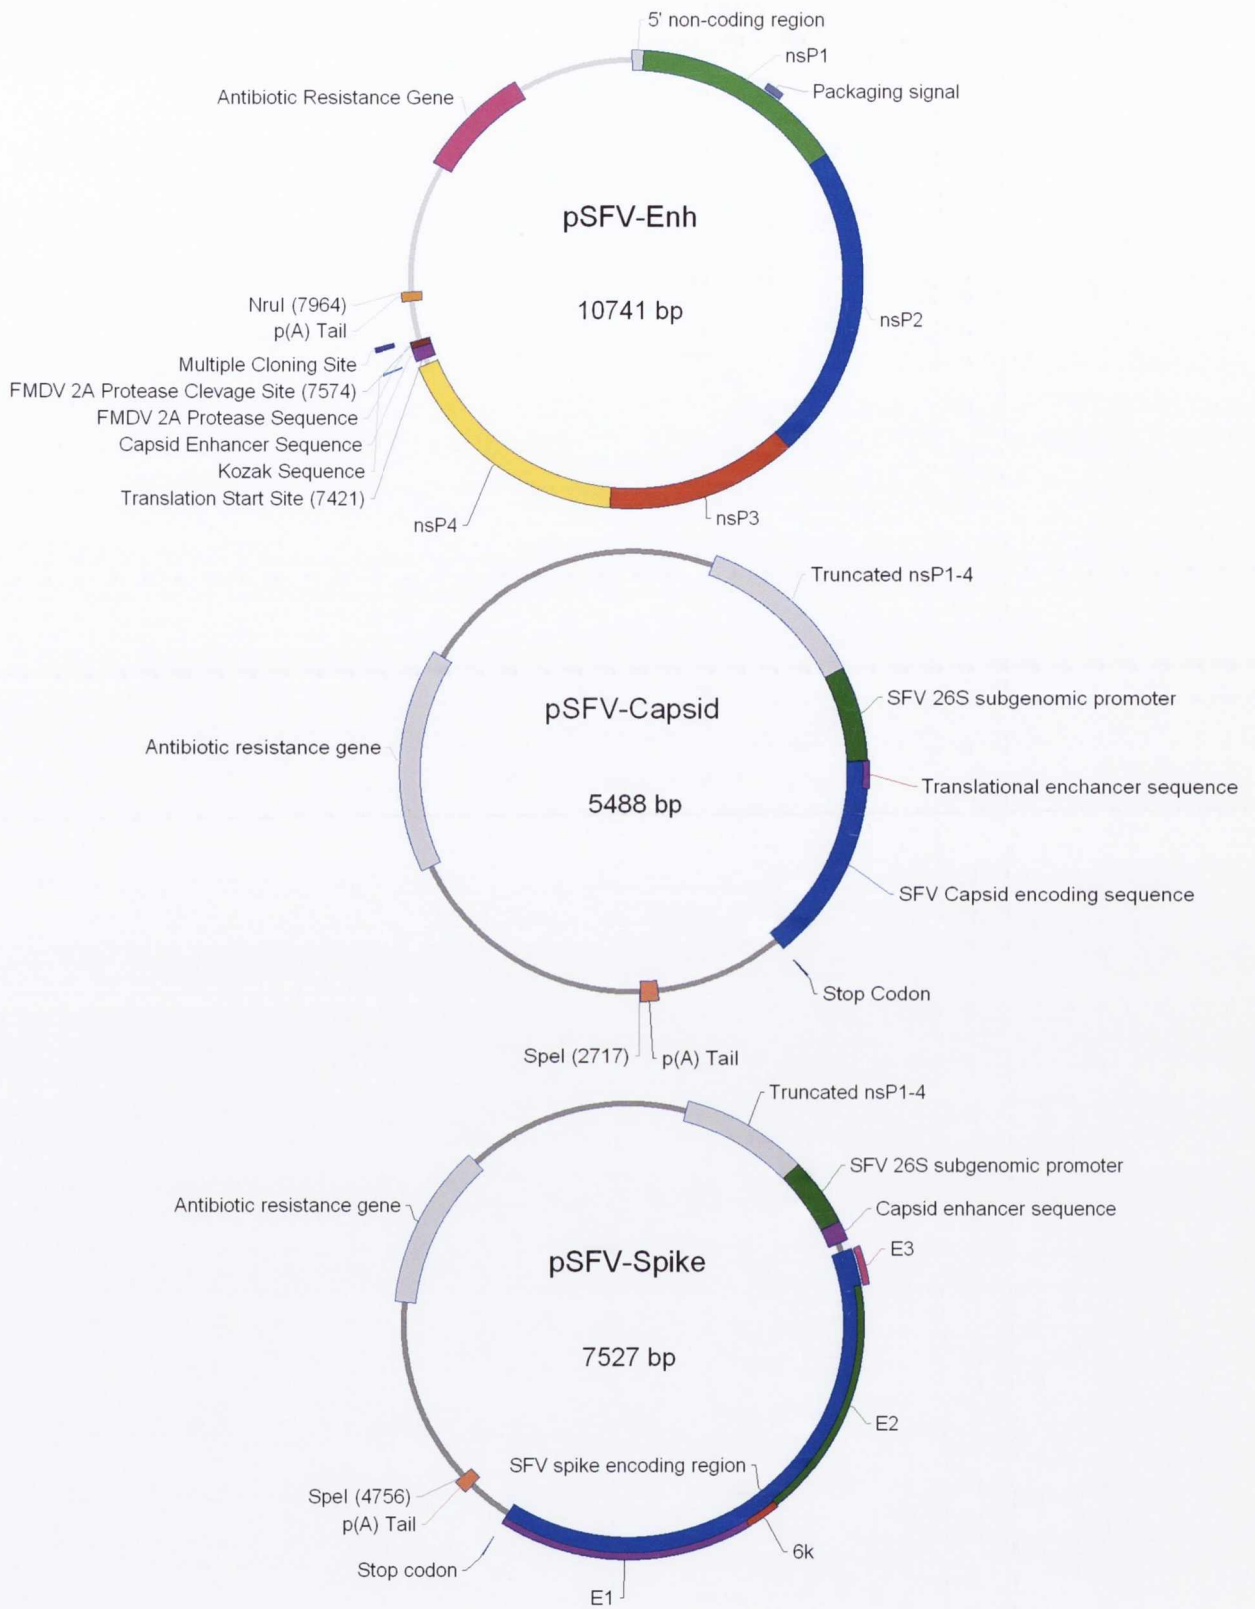 5' non-coding region
nsP1
Packaging signal
Antibiotic Resistance Gene
pSFV-Enh
10741 bp
NruI (7964)
p(A) Tail
Multiple Cloning Site
FMDV 2A Protease Clevage Site (7574)
FMDV 2A Protease Sequence
Capsid Enhancer Sequence
Kozak Sequence
Translation Start Site (7421)
nsP2
nsP4
nsP3
Truncated nsP1-4
pSFV-Capsid
SFV 26S subgenomic promoter
Antibiotic resistance gene
5488 bp
Translational enchancer sequence
SFV Capsid encoding sequence
Stop Codon
SpeI (2717)
p(A) Tail
Truncated nsP1-4
SFV 26S subgenomic promoter
Antibiotic resistance gene
Capsid enhancer sequence
E3
pSFV-Spike
7527 bp
E2
SFV spike encoding region
SpeI (4756)
p(A) Tail
6k
Stop codon
E1